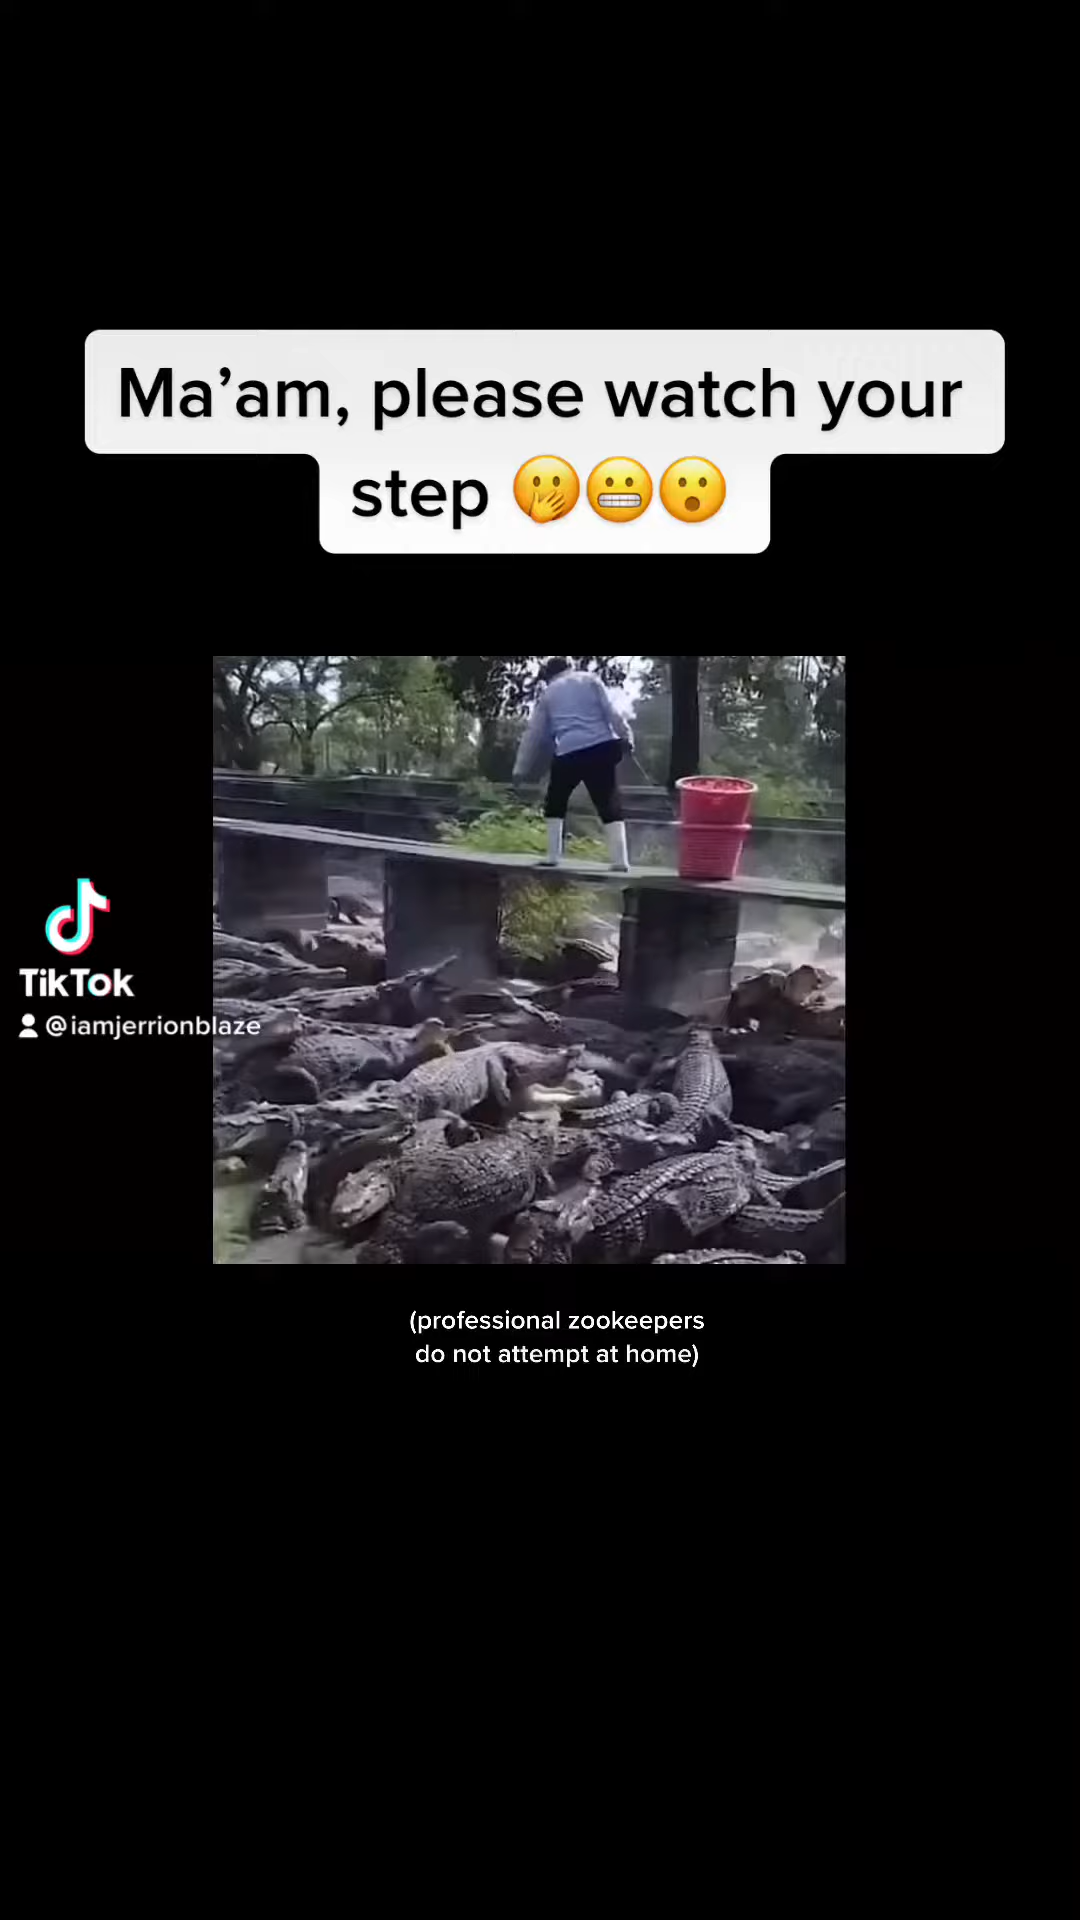 Ma’am, please watch your
step 🫢😬😮
TikTok
@iamjerrionblaze
(professional zookeepers
do not attempt at home)